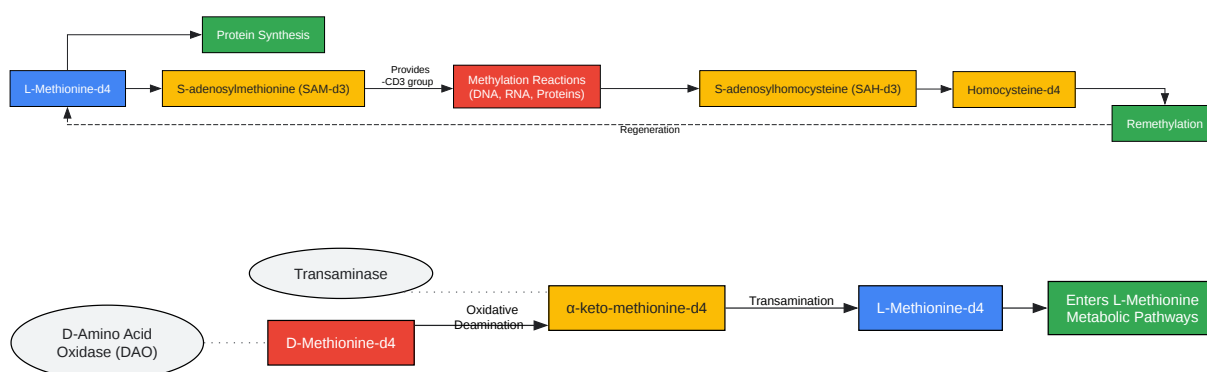 Protein Synthesis
L-Methionine-d4
S-adenosylmethionine (SAM-d3)
Provides
-CD3 group
Methylation Reactions
(DNA, RNA, Proteins)
S-adenosylhomocysteine (SAH-d3)
Homocysteine-d4
Regeneration
Remethylation
Transaminase
D-Amino Acid
Oxidase (DAO)
D-Methionine-d4
Oxidative
Deamination
α-keto-methionine-d4
Transamination
L-Methionine-d4
Enters L-Methionine
Metabolic Pathways